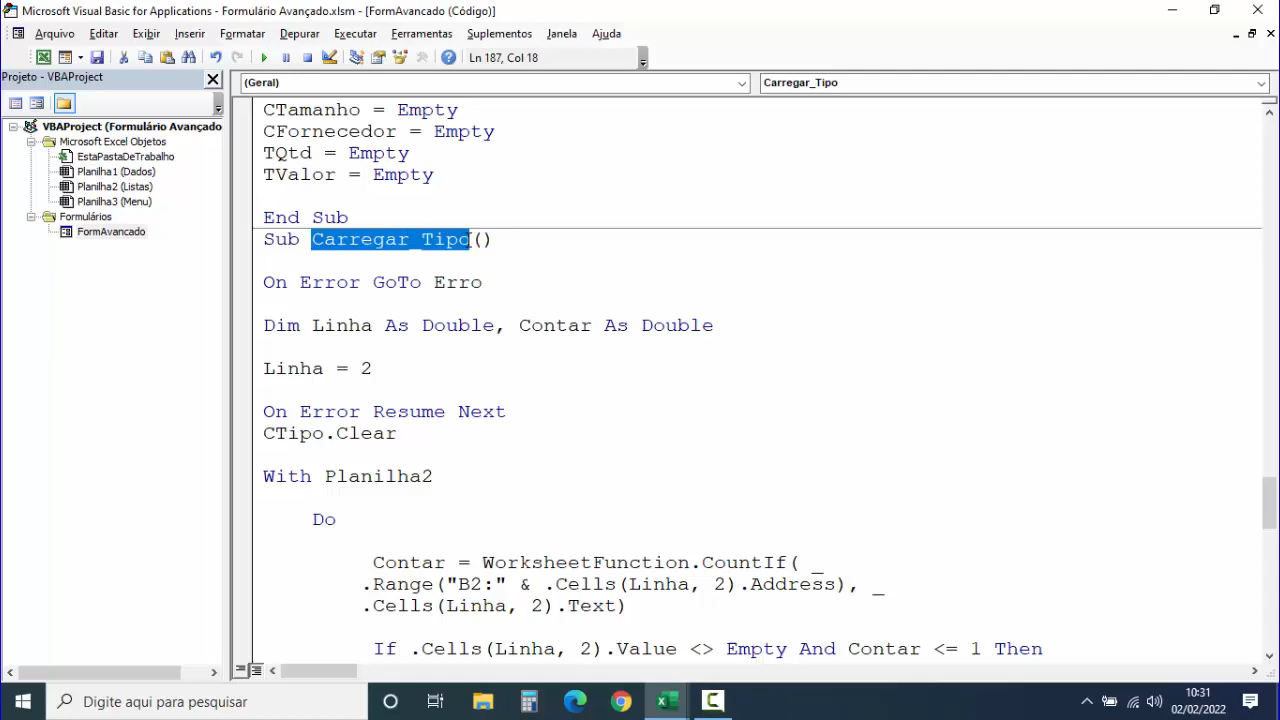 Microsoft Visual Basic for Applications - Formulário Avançado.xlsm - [FormAvancado (Código)]
Arquivo Editar Exibir Inserir Formatar Depurar Executar Ferramentas Suplementos Janela Ajuda
Ln 187, Col 18
Projeto - VBAProject
(Geral)
Carregar_Tipo
VBAProject (Formulário Avançado
Microsoft Excel Objetos
EstaPastaDeTrabalho
Planilha1 (Dados)
Planilha2 (Listas)
Planilha3 (Menu)
Formulários
FormAvancado
CTamanho = Empty
CFornecedor = Empty
TQtd = Empty
TValor = Empty
End Sub
Sub Carregar_Tipo()
On Error GoTo Erro
Dim Linha As Double, Contar As Double
Linha = 2
On Error Resume Next
CTipo.Clear
With Planilha2
Do
Contar = WorksheetFunction.CountIf( _
.Range("B2:" & .Cells(Linha, 2).Address), _
.Cells(Linha, 2).Text)
If .Cells(Linha, 2).Value <> Empty And Contar <= 1 Then
Digite aqui para pesquisar
10:31
02/02/2022